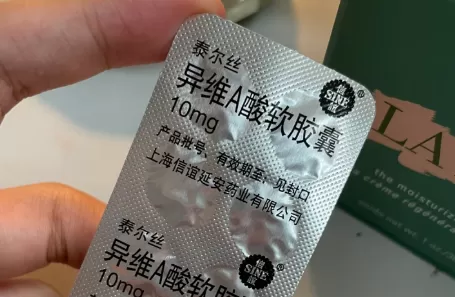 泰尔丝
异维A酸软胶囊
10mg
SINE
®
产品批号、有效期至:见封口
上海信谊延安药业有限公司
泰尔丝
异维A酸软胶囊
10mg
SINE
LA
the moisturiz
crème régénér